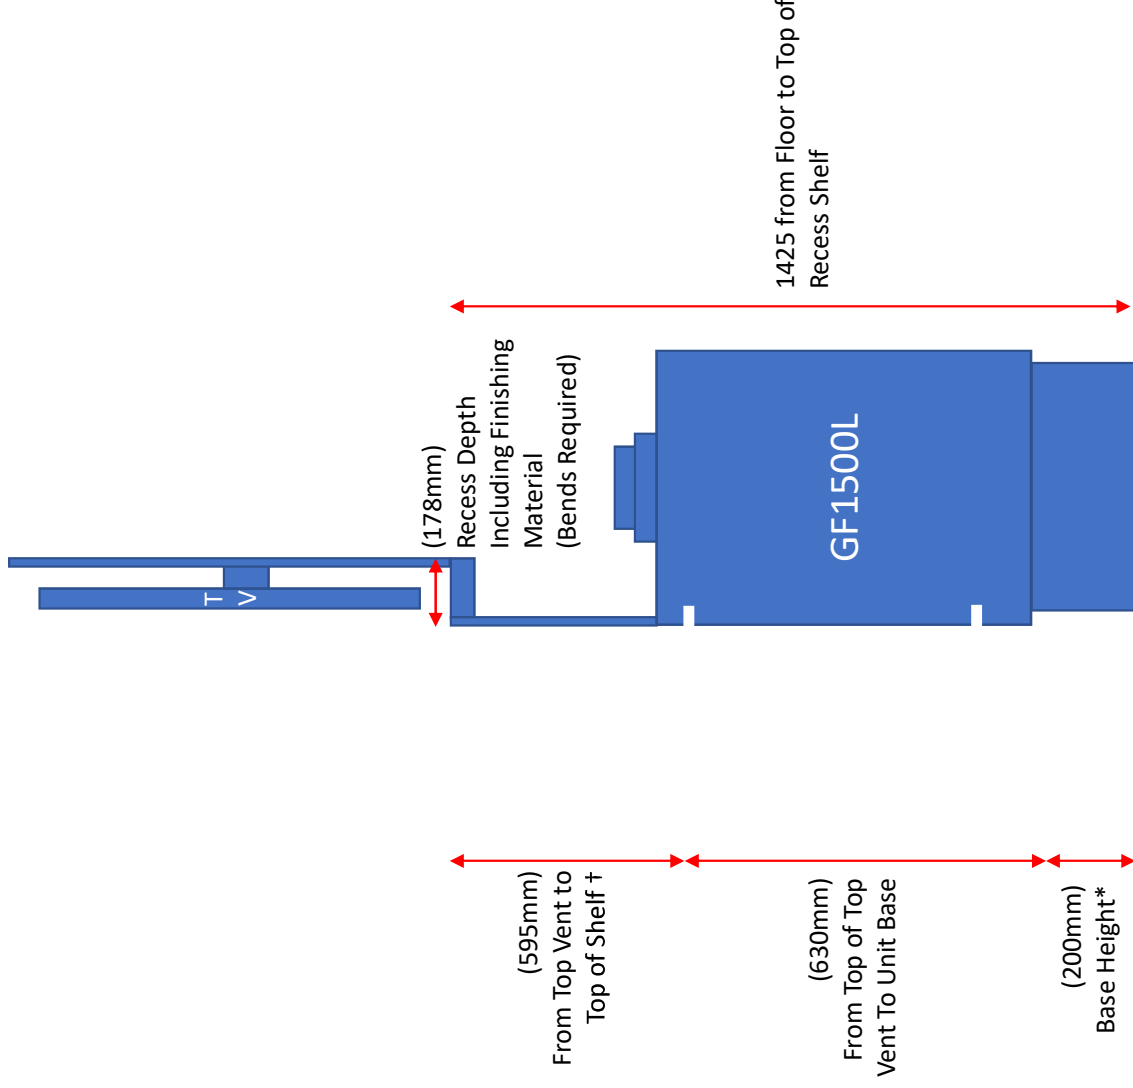 1425 from Floor to Top of
Recess Shelf
(178mm)
Recess Depth
Including Finishing
Material
(Bends Required)
T
V
GF1500L
(595mm)
From Top Vent to
Top of Shelf †
(630mm)
From Top of Top
Vent To Unit Base
(200mm)
Base Height*